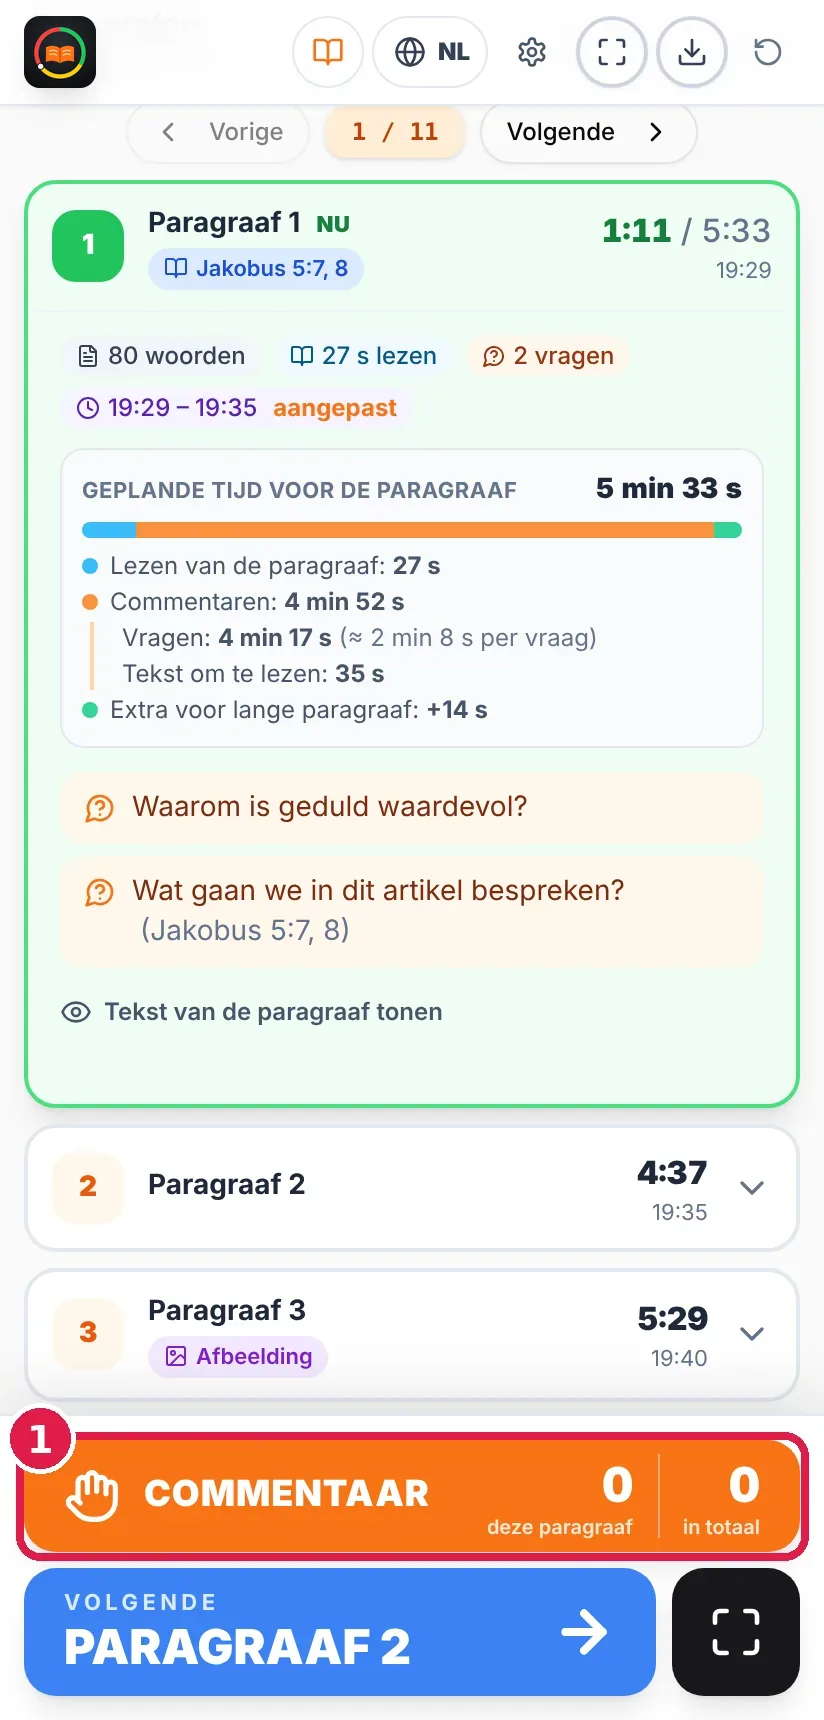 NL
Vorige
1 / 11
Volgende
1
Paragraaf 1 NU
1:11 / 5:33
Jakobus 5:7, 8
19:29
80 woorden
27 s lezen
2 vragen
19:29 – 19:35 aangepast
GEPLANDE TIJD VOOR DE PARAGRAAF
5 min 33 s
Lezen van de paragraaf: 27 s
Commentaren: 4 min 52 s
Vragen: 4 min 17 s (≈ 2 min 8 s per vraag)
Tekst om te lezen: 35 s
Extra voor lange paragraaf: +14 s
Waarom is geduld waardevol?
Wat gaan we in dit artikel bespreken?
(Jakobus 5:7, 8)
Tekst van de paragraaf tonen
2
Paragraaf 2
4:37
19:35
3
Paragraaf 3
5:29
Afbeelding
19:40
1
COMMENTAAR
0
deze paragraaf
0
in totaal
VOLGENDE
PARAGRAAF 2